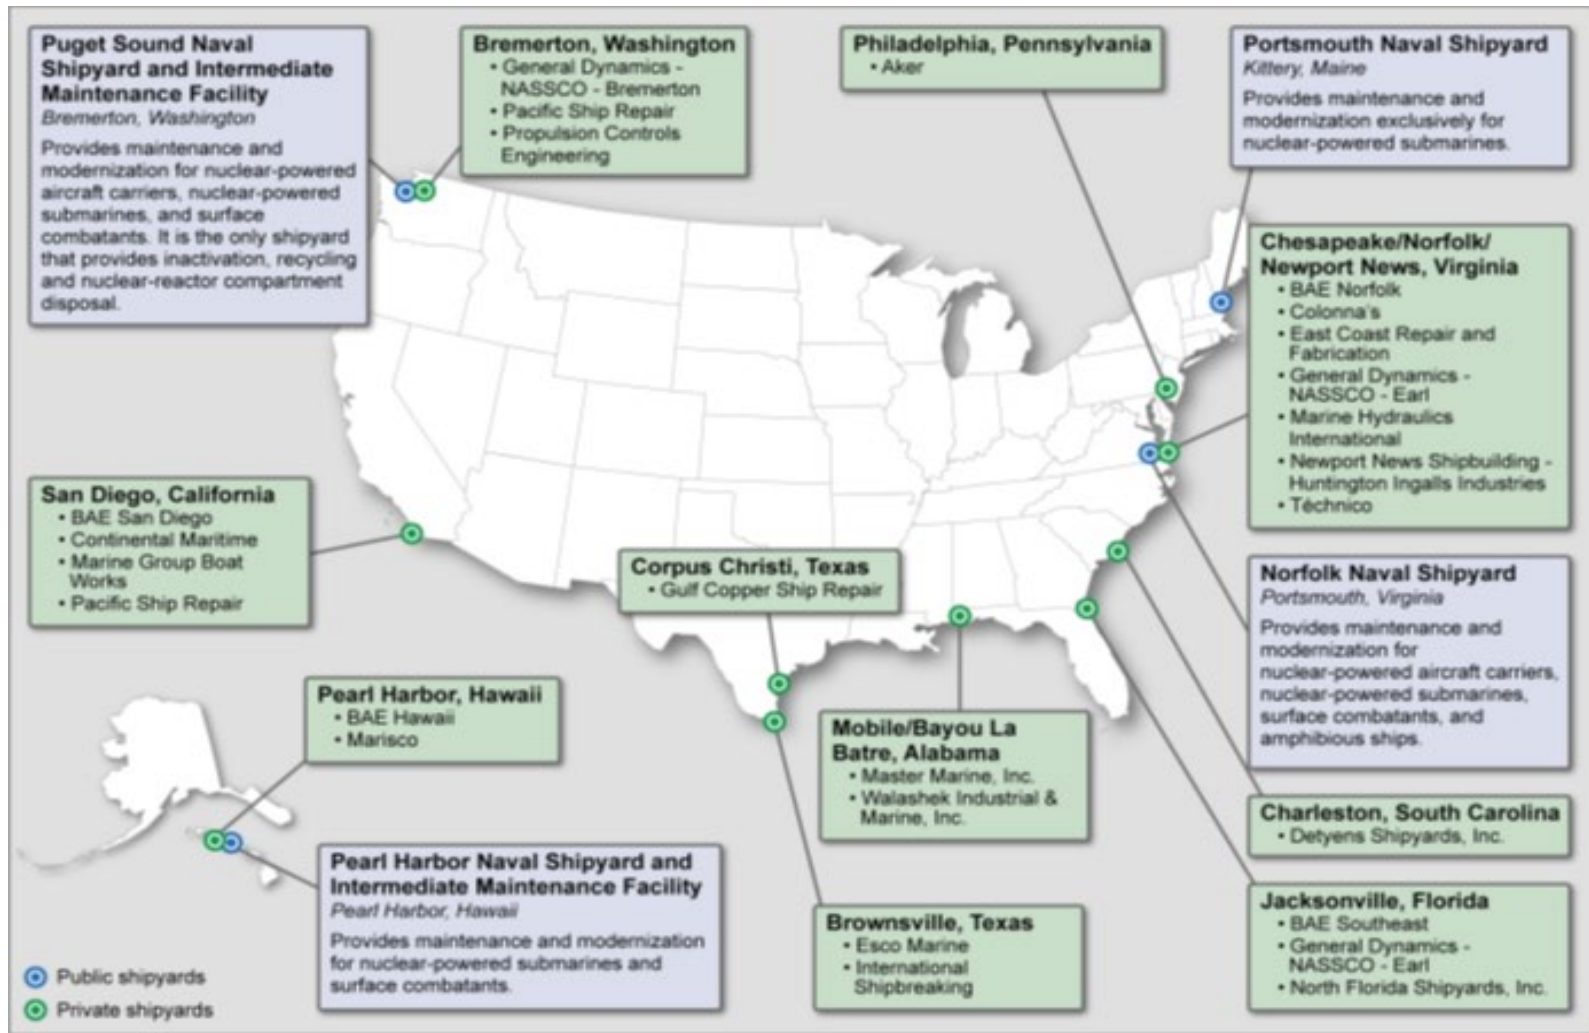 Puget Sound Naval
Shipyard and Intermediate
Maintenance Facility
Bremerton, Washington
Provides maintenance and
modernization for nuclear-powered
aircraft carriers, nuclear-powered
submarines, and surface
combatants. It is the only shipyard
that provides inactivation, recycling
and nuclear-reactor compartment
disposal.
Bremerton, Washington
• General Dynamics -
NASSCO - Bremerton
• Pacific Ship Repair
• Propulsion Controls
Engineering
Philadelphia, Pennsylvania
• Aker
Portsmouth Naval Shipyard
Kittery, Maine
Provides maintenance and
modernization exclusively for
nuclear-powered submarines.
Chesapeake/Norfolk/
Newport News, Virginia
• BAE Norfolk
• Colonna's
• East Coast Repair and
Fabrication
• General Dynamics -
NASSCO - Earl
• Marine Hydraulics
International
• Newport News Shipbuilding -
Huntington Ingalls Industries
• Téchnico
San Diego, California
• BAE San Diego
• Continental Maritime
• Marine Group Boat
Works
• Pacific Ship Repair
Corpus Christi, Texas
• Gulf Copper Ship Repair
Norfolk Naval Shipyard
Portsmouth, Virginia
Provides maintenance and
modernization for
nuclear-powered aircraft carriers,
nuclear-powered submarines,
surface combatants, and
amphibious ships.
Pearl Harbor, Hawaii
• BAE Hawaii
• Marisco
Mobile/Bayou La
Batre, Alabama
• Master Marine, Inc.
• Walashek Industrial &
Marine, Inc.
Charleston, South Carolina
• Detyens Shipyards, Inc.
Pearl Harbor Naval Shipyard and
Intermediate Maintenance Facility
Pearl Harbor, Hawaii
Provides maintenance and modernization
for nuclear-powered submarines and
surface combatants.
Brownsville, Texas
• Esco Marine
• International
Shipbreaking
Jacksonville, Florida
• BAE Southeast
• General Dynamics -
NASSCO - Earl
• North Florida Shipyards, Inc.
Public shipyards
Private shipyards